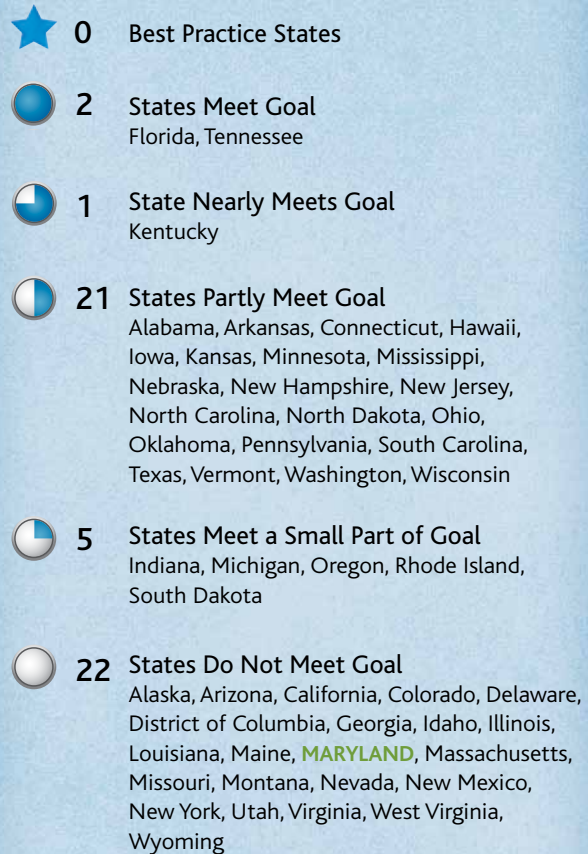 0 Best Practice States
2 States Meet Goal
Florida, Tennessee
1 State Nearly Meets Goal
Kentucky
21 States Partly Meet Goal
Alabama, Arkansas, Connecticut, Hawaii,
Iowa, Kansas, Minnesota, Mississippi,
Nebraska, New Hampshire, New Jersey,
North Carolina, North Dakota, Ohio,
Oklahoma, Pennsylvania, South Carolina,
Texas, Vermont, Washington, Wisconsin
5 States Meet a Small Part of Goal
Indiana, Michigan, Oregon, Rhode Island,
South Dakota
22 States Do Not Meet Goal
Alaska, Arizona, California, Colorado, Delaware,
District of Columbia, Georgia, Idaho, Illinois,
Louisiana, Maine, MARYLAND, Massachusetts,
Missouri, Montana, Nevada, New Mexico,
New York, Utah, Virginia, West Virginia,
Wyoming